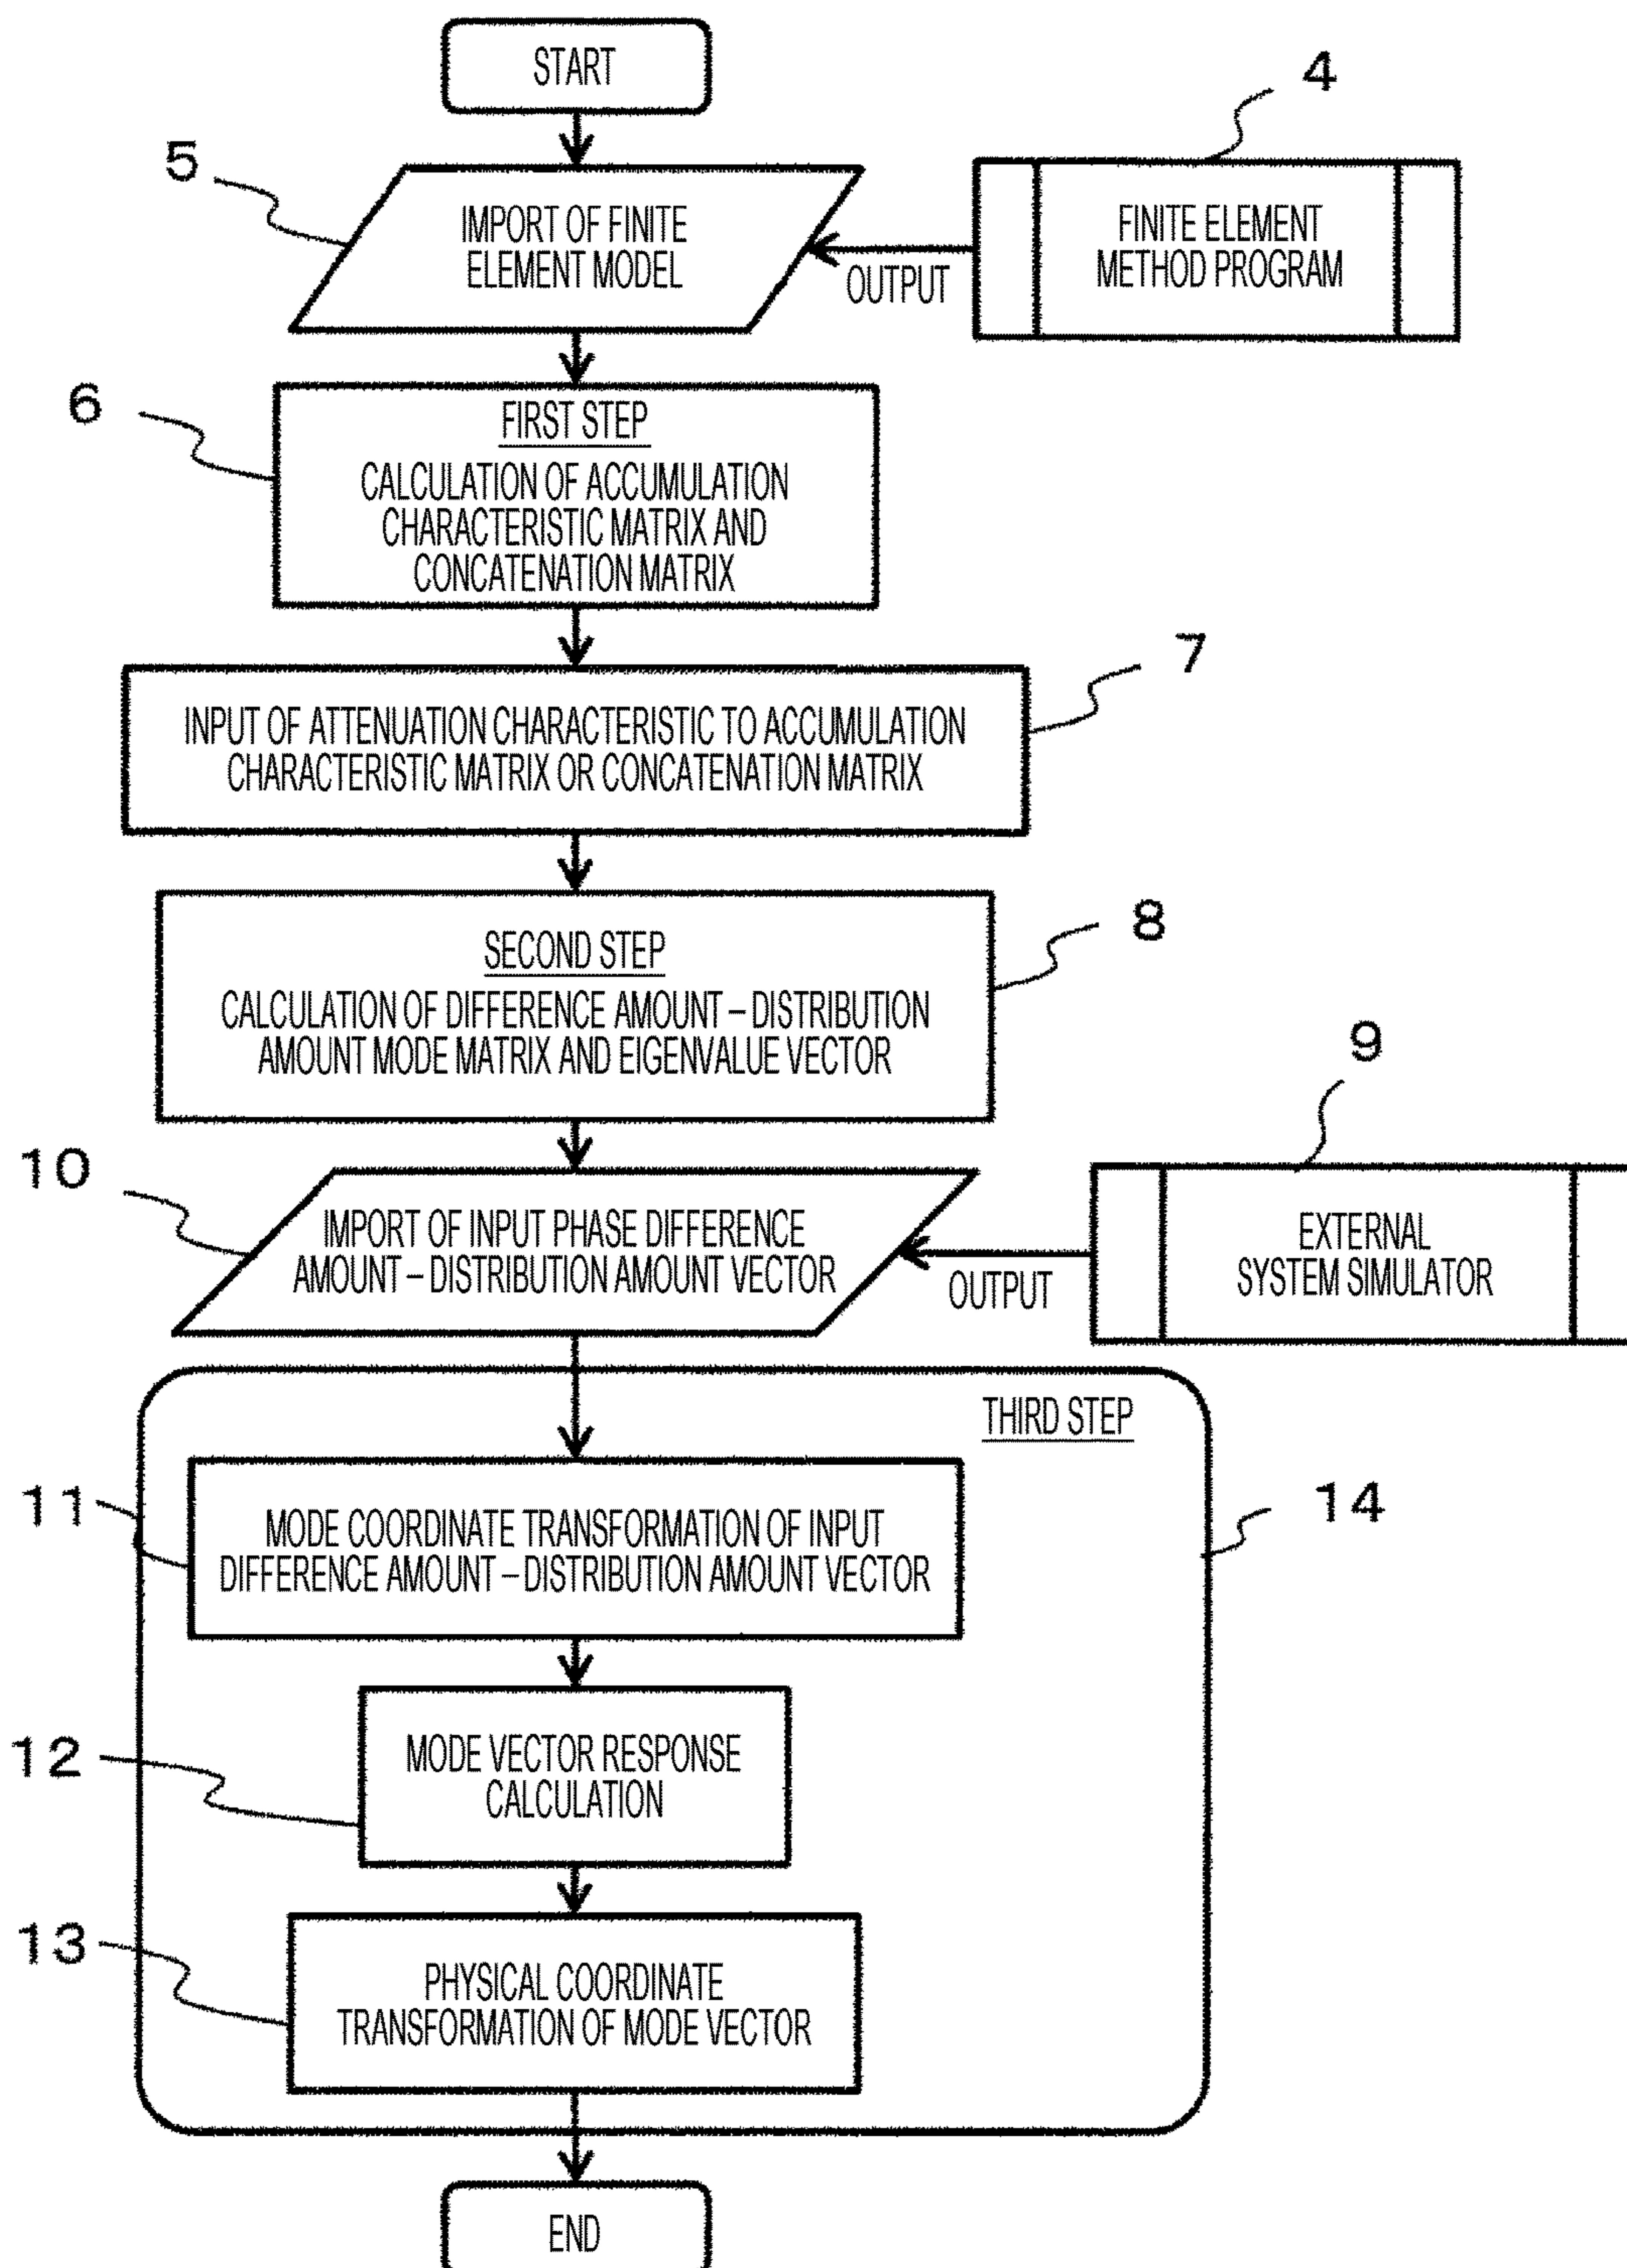 START
4
5
IMPORT OF FINITE
ELEMENT MODEL
OUTPUT
FINITE ELEMENT
METHOD PROGRAM
6
FIRST STEP
CALCULATION OF ACCUMULATION
CHARACTERISTIC MATRIX AND
CONCATENATION MATRIX
7
INPUT OF ATTENUATION CHARACTERISTIC TO ACCUMULATION
CHARACTERISTIC MATRIX OR CONCATENATION MATRIX
8
SECOND STEP
CALCULATION OF DIFFERENCE AMOUNT – DISTRIBUTION
AMOUNT MODE MATRIX AND EIGENVALUE VECTOR
9
10
IMPORT OF INPUT PHASE DIFFERENCE
AMOUNT – DISTRIBUTION AMOUNT VECTOR
OUTPUT
EXTERNAL
SYSTEM SIMULATOR
THIRD STEP
11
MODE COORDINATE TRANSFORMATION OF INPUT
DIFFERENCE AMOUNT – DISTRIBUTION AMOUNT VECTOR
14
12
MODE VECTOR RESPONSE
CALCULATION
13
PHYSICAL COORDINATE
TRANSFORMATION OF MODE VECTOR
END